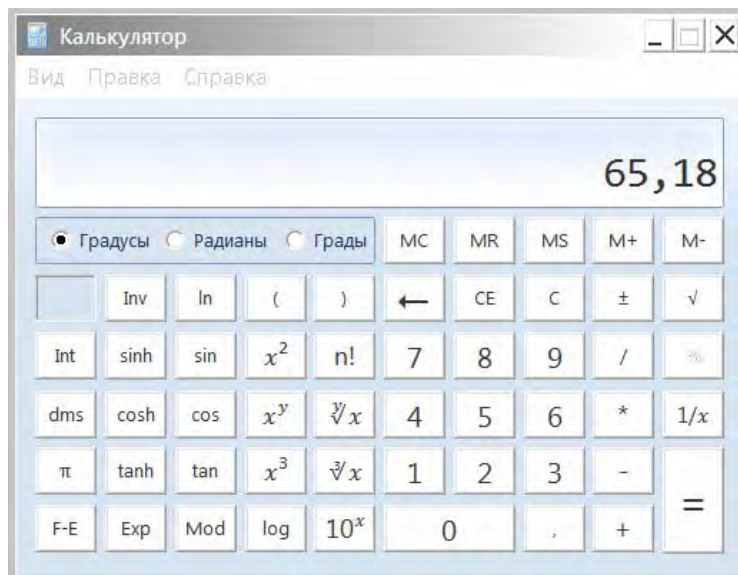 Калькулятор
Вид Правка Справка
65,18
Градусы Радианы Грады MC MR MS M+ M-
Inv ln ( ) ← CE C ± √
Int sinh sin x² n! 7 8 9 / %
dms cosh cos xʸ ʸ√x 4 5 6 * 1/x
π tanh tan x³ ³√x 1 2 3 - =
F-E Exp Mod log 10ˣ 0 , +